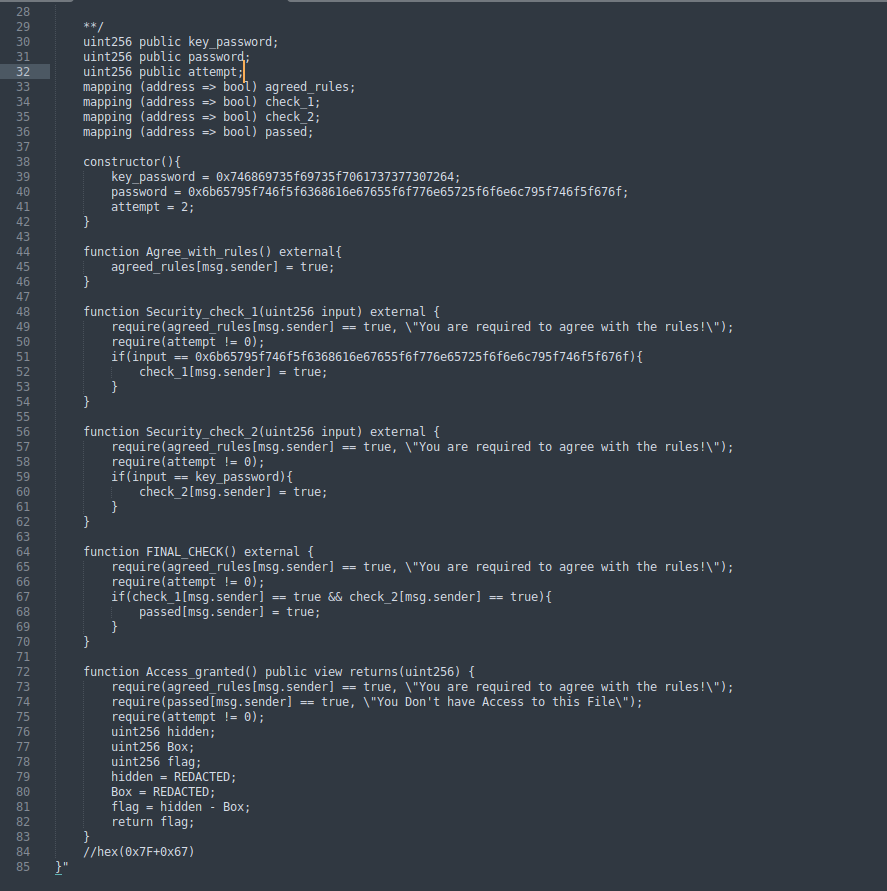 28
29 **/
30 uint256 public key_password;
31 uint256 public password;
32 uint256 public attempt;
33 mapping (address => bool) agreed_rules;
34 mapping (address => bool) check_1;
35 mapping (address => bool) check_2;
36 mapping (address => bool) passed;
37
38 constructor(){
39 key_password = 0x746869735f69735f7061737377307264;
40 password = 0x6b65795f746f5f6368616e67655f6f776e65725f6f6e6c795f746f5f676f;
41 attempt = 2;
42 }
43
44 function Agree_with_rules() external{
45 agreed_rules[msg.sender] = true;
46 }
47
48 function Security_check_1(uint256 input) external {
49 require(agreed_rules[msg.sender] == true, \"You are required to agree with the rules!\");
50 require(attempt != 0);
51 if(input == 0x6b65795f746f5f6368616e67655f6f776e65725f6f6e6c795f746f5f676f){
52 check_1[msg.sender] = true;
53 }
54 }
55
56 function Security_check_2(uint256 input) external {
57 require(agreed_rules[msg.sender] == true, \"You are required to agree with the rules!\");
58 require(attempt != 0);
59 if(input == key_password){
60 check_2[msg.sender] = true;
61 }
62 }
63
64 function FINAL_CHECK() external {
65 require(agreed_rules[msg.sender] == true, \"You are required to agree with the rules!\");
66 require(attempt != 0);
67 if(check_1[msg.sender] == true && check_2[msg.sender] == true){
68 passed[msg.sender] = true;
69 }
70 }
71
72 function Access_granted() public view returns(uint256) {
73 require(agreed_rules[msg.sender] == true, \"You are required to agree with the rules!\");
74 require(passed[msg.sender] == true, \"You Don't have Access to this File\");
75 require(attempt != 0);
76 uint256 hidden;
77 uint256 Box;
78 uint256 flag;
79 hidden = REDACTED;
80 Box = REDACTED;
81 flag = hidden - Box;
82 return flag;
83 }
84 //hex(0x7F+0x67)
85 }"